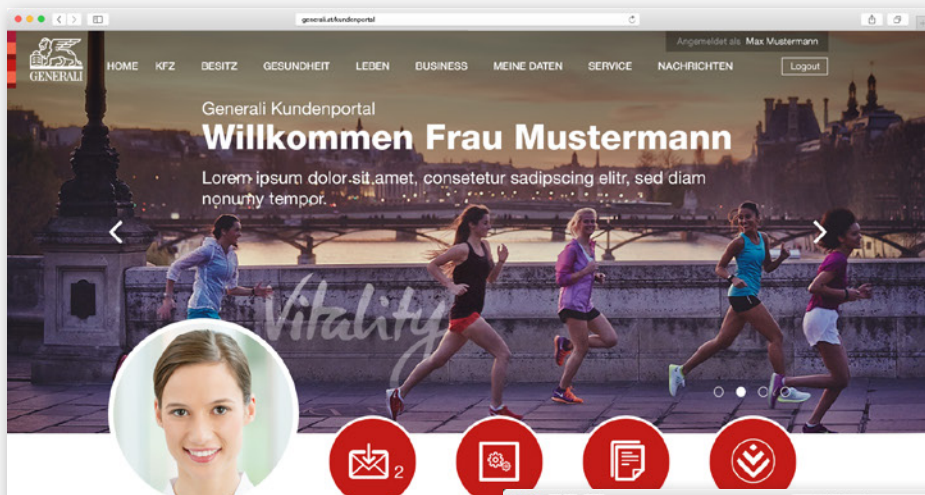 generali.at/kundenportal
Angemeldet als Max Mustermann
GENERALI
HOME KFZ BESITZ GESUNDHEIT LEBEN BUSINESS MEINE DATEN SERVICE NACHRICHTEN Logout
Generali Kundenportal
Willkommen Frau Mustermann
Lorem ipsum dolor sit amet, consetetur sadipscing elitr, sed diam
nonumy tempor.
Vitality
2